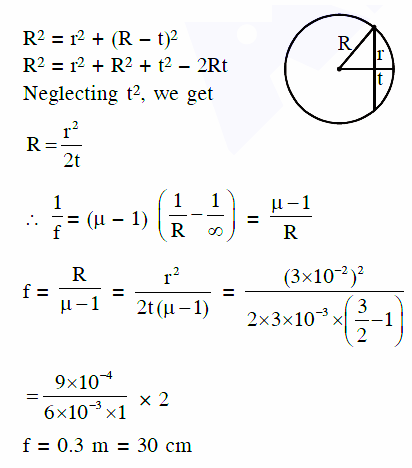 R² = r² + (R – t)²
R² = r² + R² + t² – 2Rt
Neglecting t², we get
R = r²/2t
∴ 1/f = (μ – 1) (1/R – 1/∞) = μ–1/R
f = R/μ–1 = r²/2t(μ–1) = (3×10⁻²)²/2×3×10⁻³×(3/2–1)
= 9×10⁻⁴/6×10⁻³×1 × 2
f = 0.3 m = 30 cm
R
r
t